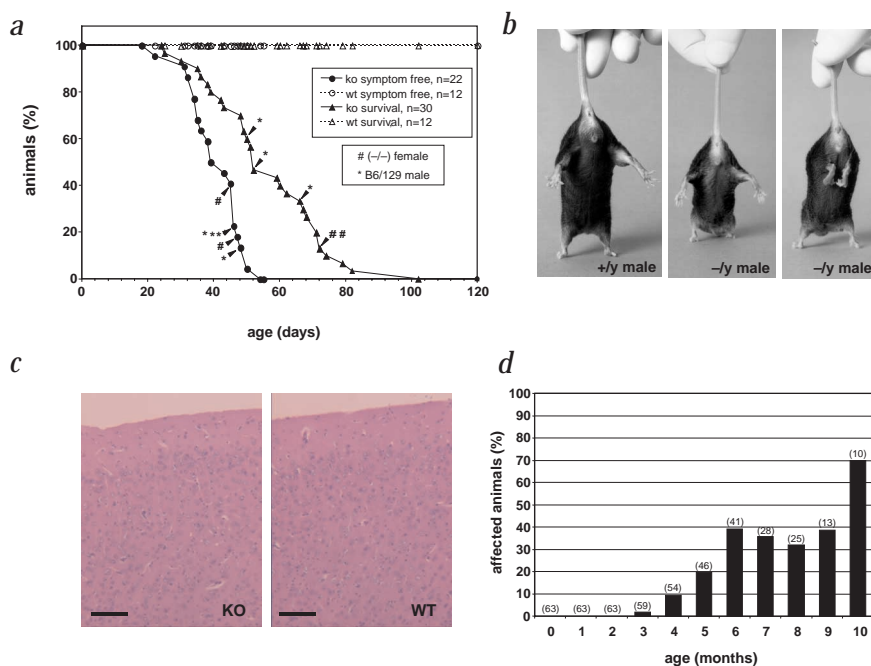 a
100
80
60
40
20
0
animals (%)
ko symptom free, n=22
wt symptom free, n=12
ko survival, n=30
wt survival, n=12
# (–/–) female
* B6/129 male
*
*
*
#
# #
* **
#
*
0 20 40 60 80 100 120
age (days)
b
+/y male
–/y male
–/y male
c
KO
WT
d
100
90
80
70
60
50
40
30
20
10
0
affected animals (%)
(63) (63) (63) (59) (54) (46) (41) (28) (25) (13) (10)
0 1 2 3 4 5 6 7 8 9 10
age (months)